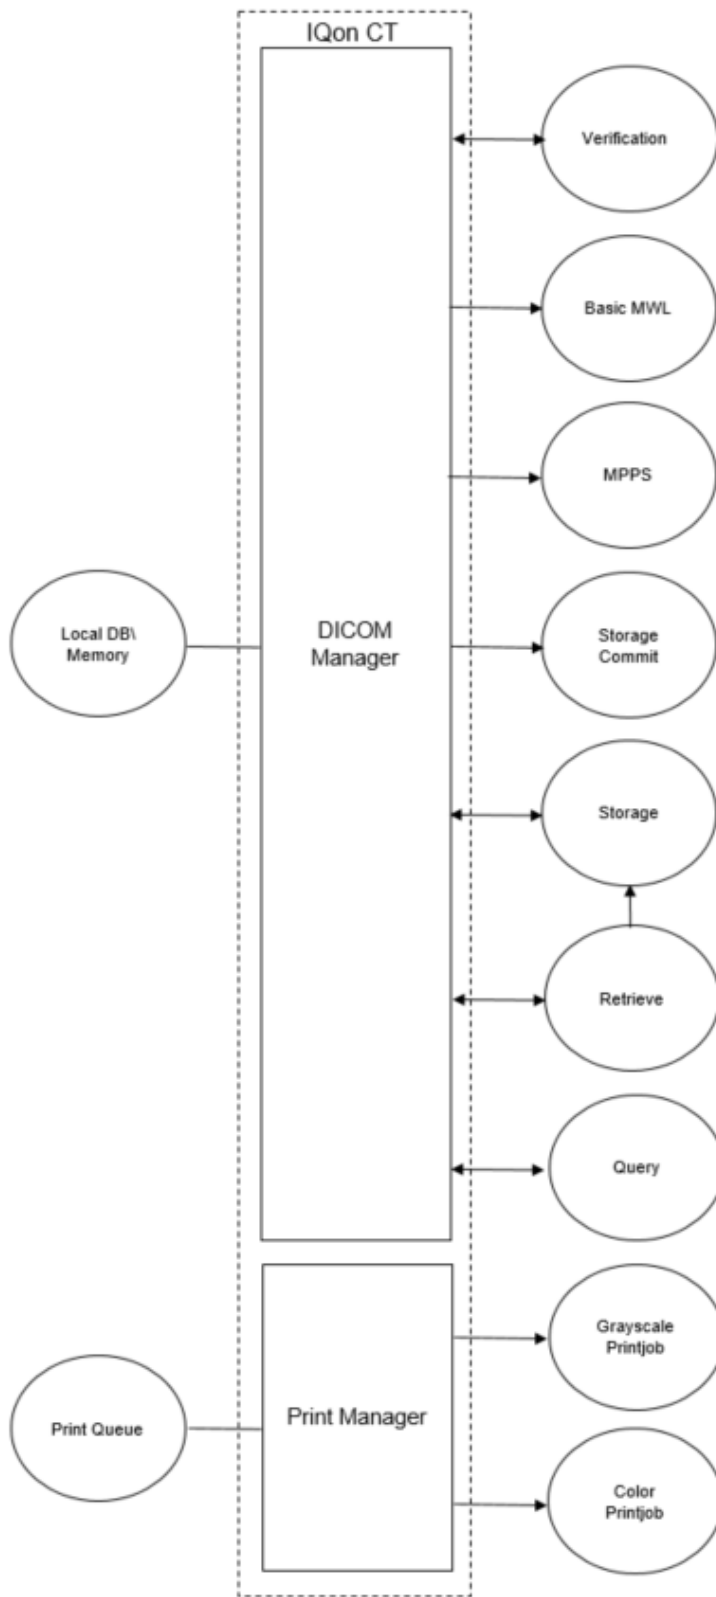 IQon CT
Verification
Basic MWL
MPPS
Local DB\
Memory
DICOM
Manager
Storage
Commit
Storage
Retrieve
Query
Grayscale
Printjob
Print Queue
Print Manager
Color
Printjob